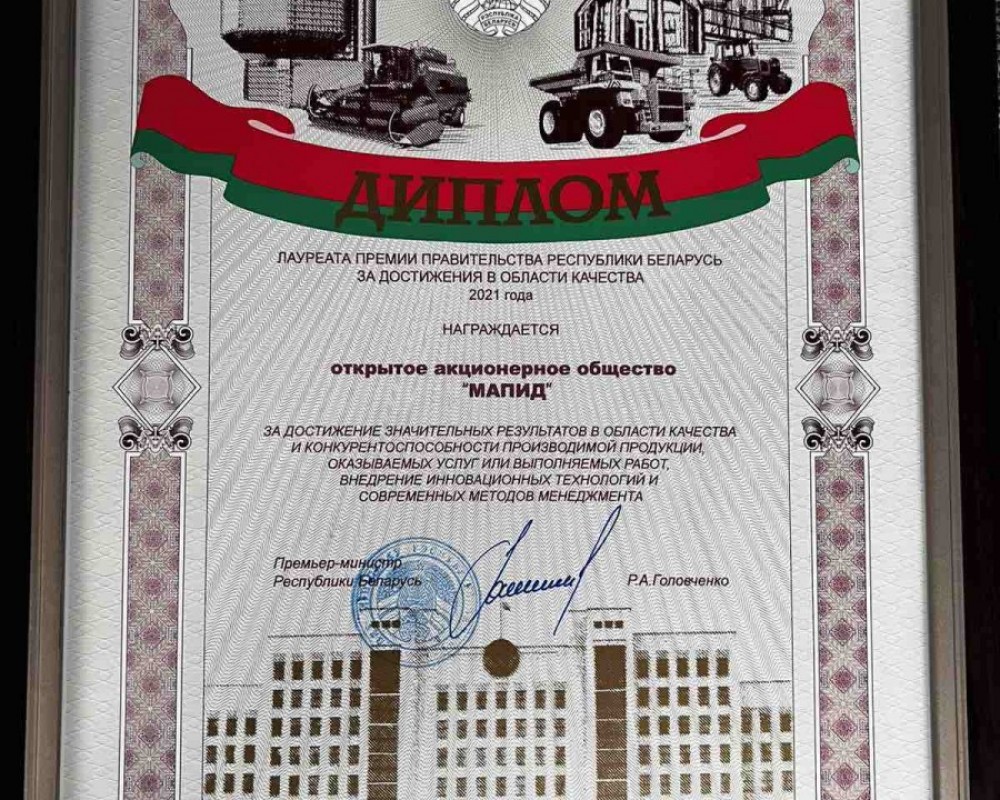 РЕСПУБЛІКА
БЕЛАРУСЬ
ДИПЛОМ
ЛАУРЕАТА ПРЕМИИ ПРАВИТЕЛЬСТВА РЕСПУБЛИКИ БЕЛАРУСЬ
ЗА ДОСТИЖЕНИЯ В ОБЛАСТИ КАЧЕСТВА
2021 года
НАГРАЖДАЕТСЯ
открытое акционерное общество
"МАПИД"
ЗА ДОСТИЖЕНИЕ ЗНАЧИТЕЛЬНЫХ РЕЗУЛЬТАТОВ В ОБЛАСТИ КАЧЕСТВА
И КОНКУРЕНТОСПОСОБНОСТИ ПРОИЗВОДИМОЙ ПРОДУКЦИИ,
ОКАЗЫВАЕМЫХ УСЛУГ ИЛИ ВЫПОЛНЯЕМЫХ РАБОТ,
ВНЕДРЕНИЕ ИННОВАЦИОННЫХ ТЕХНОЛОГИЙ И
СОВРЕМЕННЫХ МЕТОДОВ МЕНЕДЖМЕНТА
Премьер-министр
Республики Беларусь Р.А.Головченко